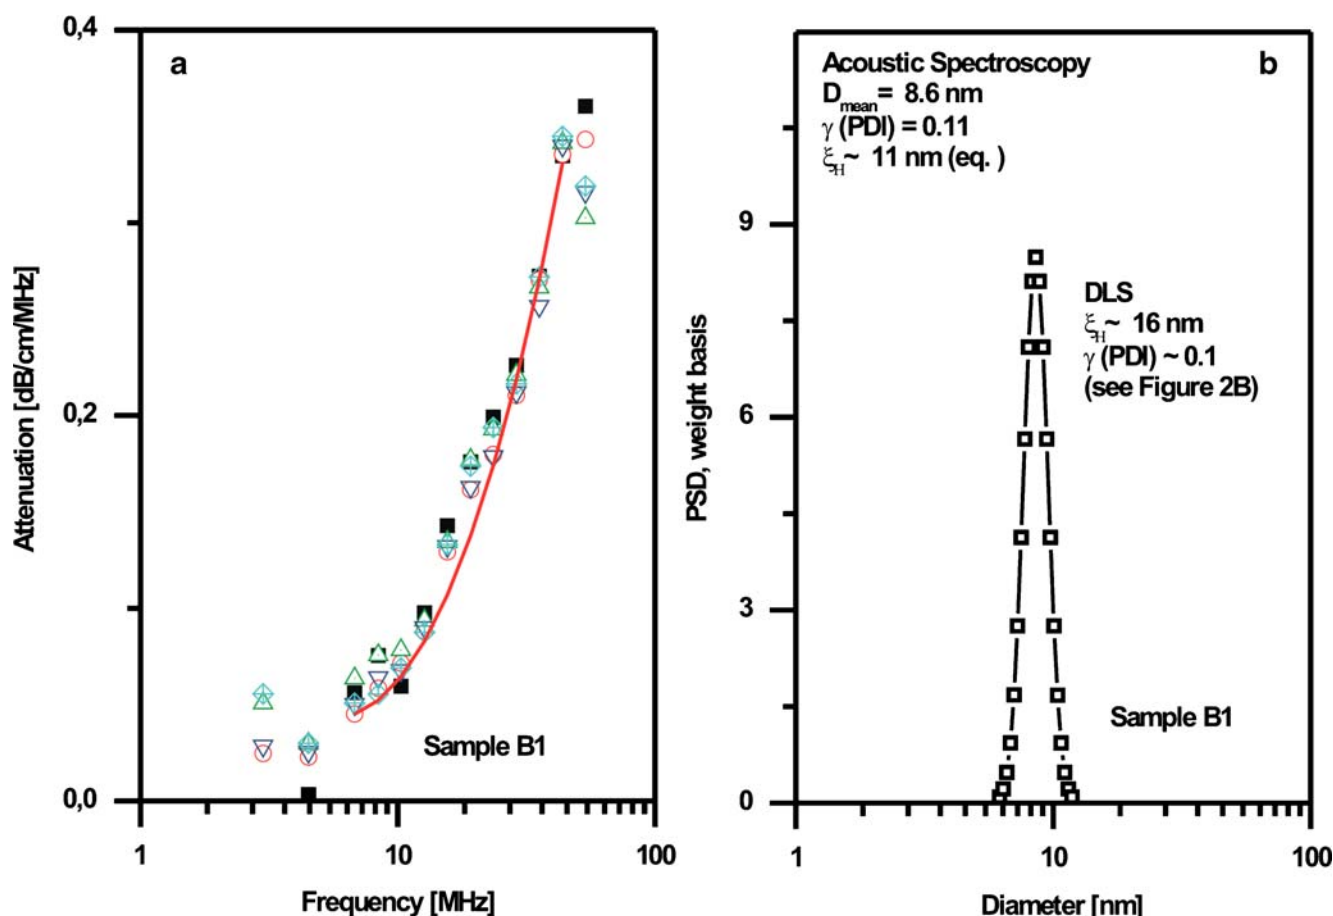 a
0,4
0,2
0,0
Attenuation [dB/cm/MHz]
1
10
100
Frequency [MHz]
Sample B1
b
Acoustic Spectroscopy
Dmean = 8.6 nm
γ (PDI) = 0.11
ξH ~ 11 nm (eq. )
DLS
ξH ~ 16 nm
γ (PDI) ~ 0.1
(see Figure 2B)
Sample B1
9
6
3
0
PSD, weight basis
1
10
100
Diameter [nm]